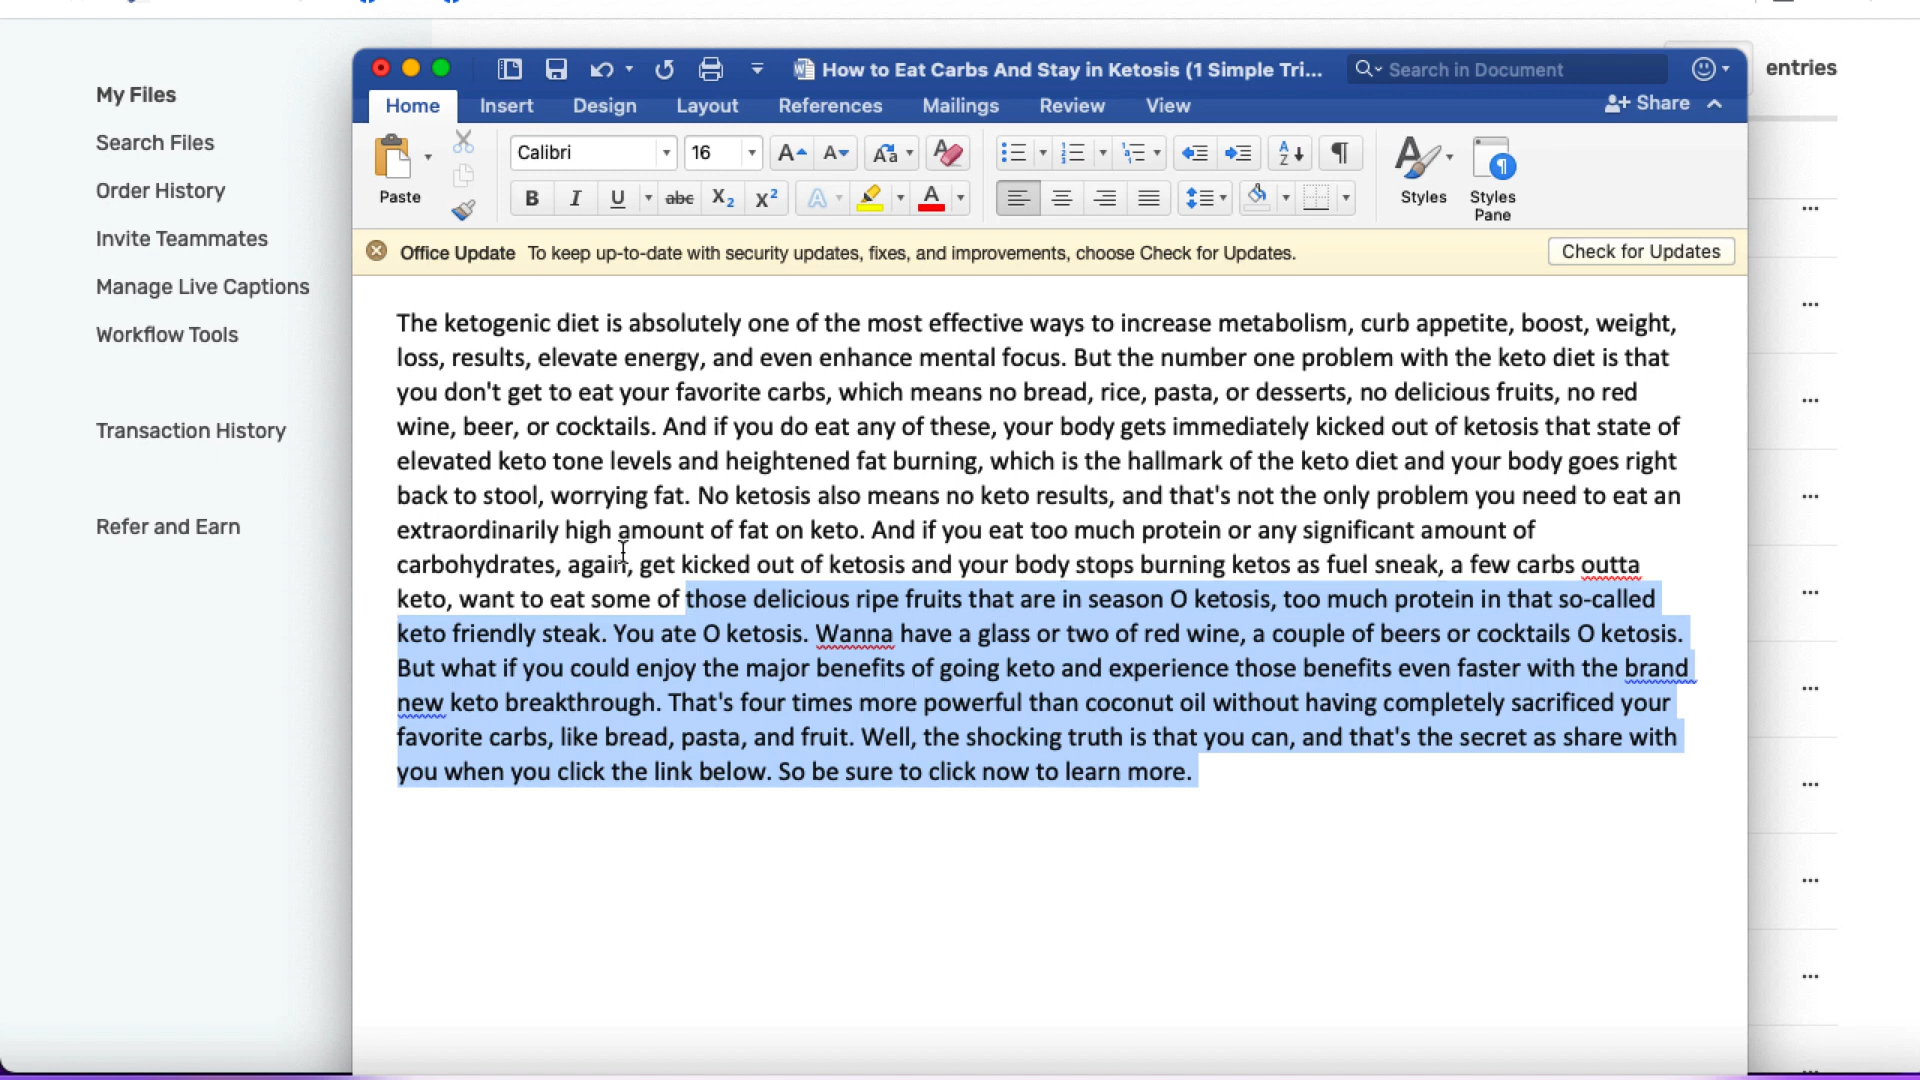 My Files
Search Files
Order History
Invite Teammates
Manage Live Captions
Workflow Tools
Transaction History
Refer and Earn
entries
How to Eat Carbs And Stay in Ketosis (1 Simple Tri...
Search in Document
Home Insert Design Layout References Mailings Review View
Share
Paste
Calibri 16
Styles
Styles Pane
Office Update To keep up-to-date with security updates, fixes, and improvements, choose Check for Updates.
Check for Updates
The ketogenic diet is absolutely one of the most effective ways to increase metabolism, curb appetite, boost, weight,
loss, results, elevate energy, and even enhance mental focus. But the number one problem with the keto diet is that
you don't get to eat your favorite carbs, which means no bread, rice, pasta, or desserts, no delicious fruits, no red
wine, beer, or cocktails. And if you do eat any of these, your body gets immediately kicked out of ketosis that state of
elevated keto tone levels and heightened fat burning, which is the hallmark of the keto diet and your body goes right
back to stool, worrying fat. No ketosis also means no keto results, and that's not the only problem you need to eat an
extraordinarily high amount of fat on keto. And if you eat too much protein or any significant amount of
carbohydrates, again, get kicked out of ketosis and your body stops burning ketos as fuel sneak, a few carbs outta
keto, want to eat some of those delicious ripe fruits that are in season O ketosis, too much protein in that so-called
keto friendly steak. You ate O ketosis. Wanna have a glass or two of red wine, a couple of beers or cocktails O ketosis.
But what if you could enjoy the major benefits of going keto and experience those benefits even faster with the brand
new keto breakthrough. That's four times more powerful than coconut oil without having completely sacrificed your
favorite carbs, like bread, pasta, and fruit. Well, the shocking truth is that you can, and that's the secret as share with
you when you click the link below. So be sure to click now to learn more.